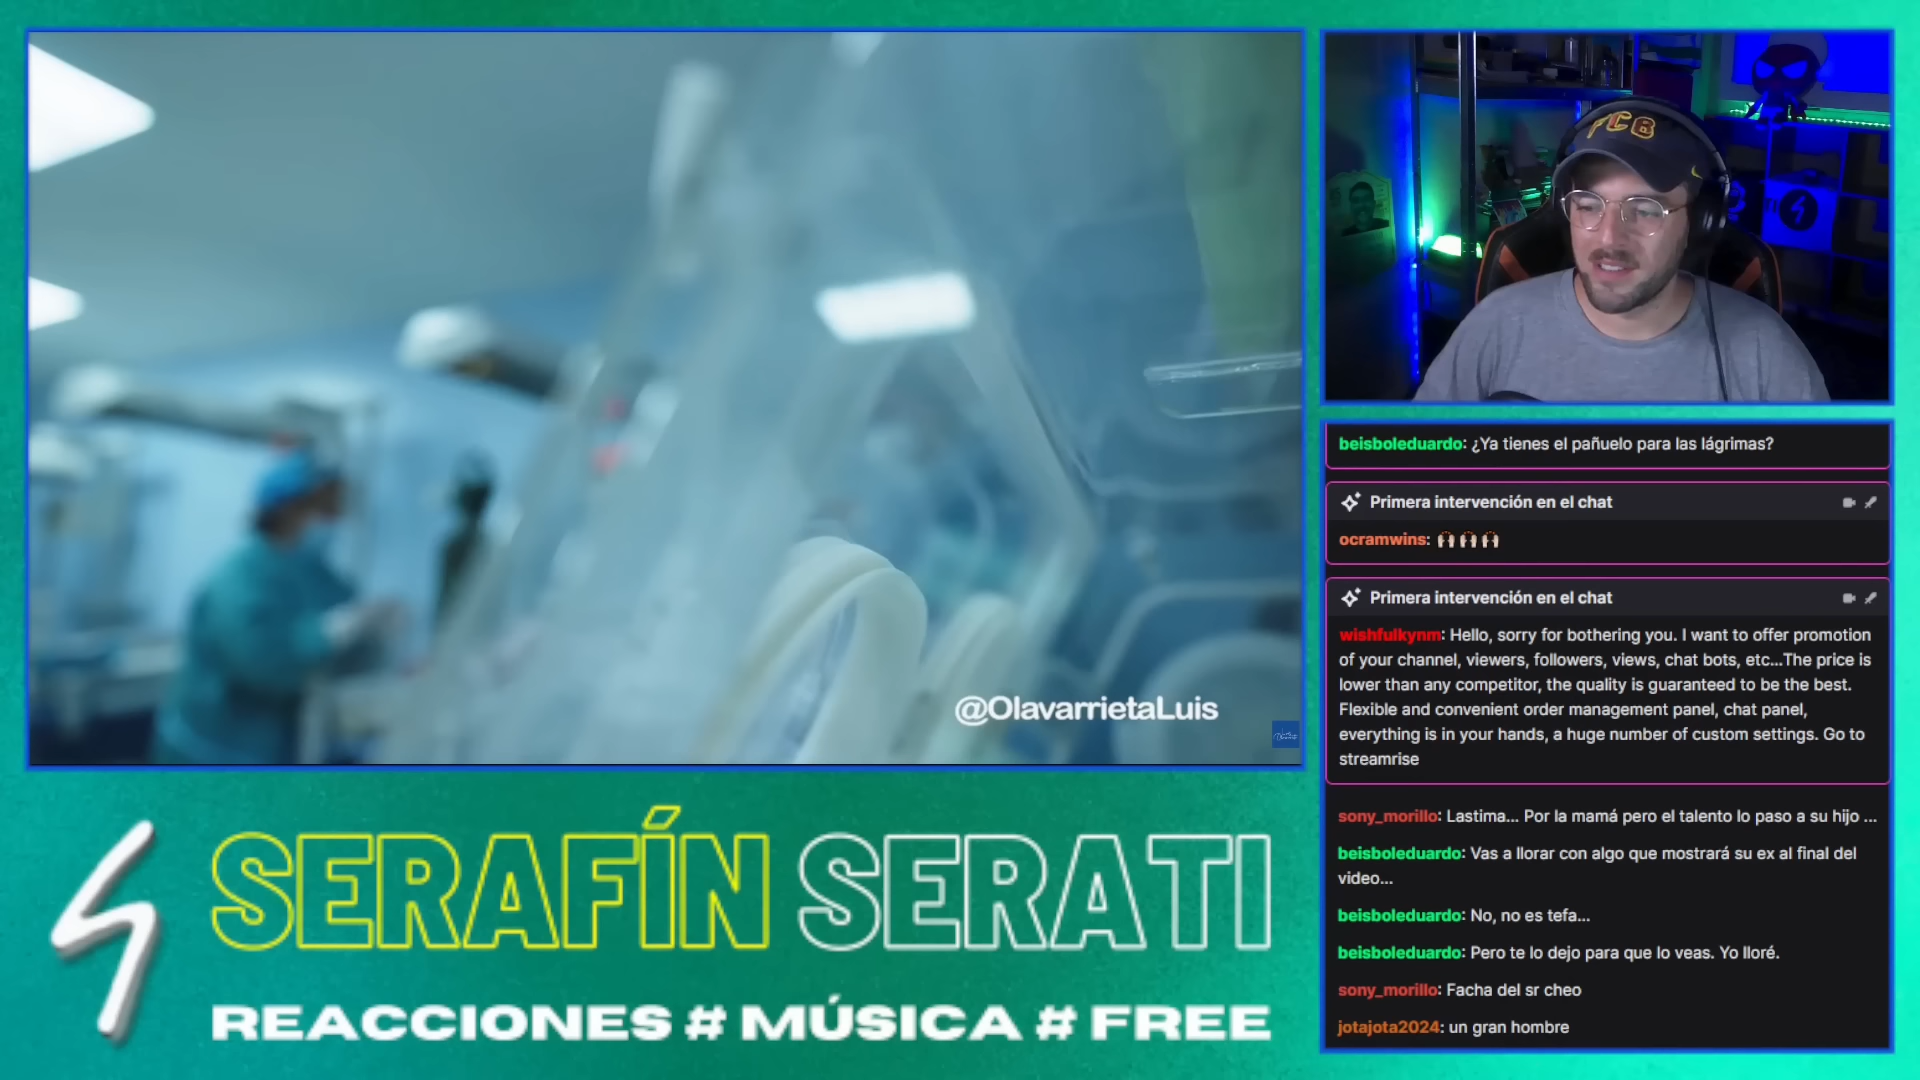 FCB
@OlavarrietaLuis
beisboleduardo: ¿Ya tienes el pañuelo para las lágrimas?
Primera intervención en el chat
ocramwins: 🙌🏻🙌🏻🙌🏻
Primera intervención en el chat
wishfulkynm: Hello, sorry for bothering you. I want to offer promotion
of your channel, viewers, followers, views, chat bots, etc...The price is
lower than any competitor, the quality is guaranteed to be the best.
Flexible and convenient order management panel, chat panel,
everything is in your hands, a huge number of custom settings. Go to
streamrise
sony_morillo: Lastima... Por la mamá pero el talento lo paso a su hijo ...
beisboleduardo: Vas a llorar con algo que mostrará su ex al final del
video...
beisboleduardo: No, no es tefa...
beisboleduardo: Pero te lo dejo para que lo veas. Yo lloré.
sony_morillo: Facha del sr cheo
jotajota2024: un gran hombre
SERAFÍN SERATI
REACCIONES # MÚSICA # FREE